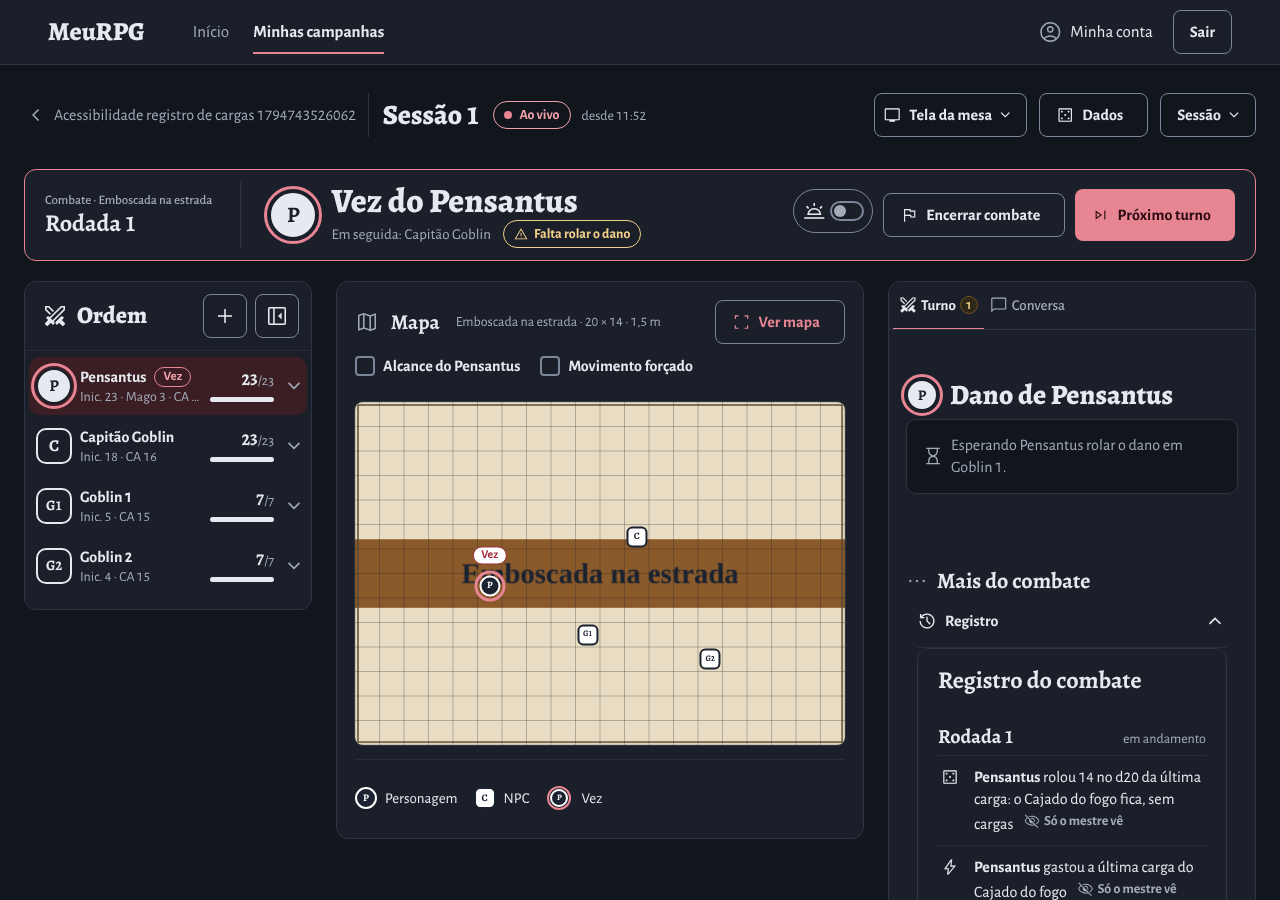 MeuRPG
Início
Minhas campanhas
Minha conta
Sair
Acessibilidade registro de cargas 1794743526062
Sessão 1
Ao vivo
desde 11:52
Tela da mesa
Dados
Sessão
Combate · Emboscada na estrada
Rodada 1
P
Vez do Pensantus
Em seguida: Capitão Goblin
Falta rolar o dano
Encerrar combate
Próximo turno
Ordem
P
Pensantus
Vez
23/23
Inic. 23 · Mago 3 · CA ...
C
Capitão Goblin
23/23
Inic. 18 · CA 16
G1
Goblin 1
7/7
Inic. 5 · CA 15
G2
Goblin 2
7/7
Inic. 4 · CA 15
Mapa
Emboscada na estrada · 20 × 14 · 1,5 m
Ver mapa
Alcance do Pensantus
Movimento forçado
C
Vez
Emboscada na estrada
P
G1
G2
P
Personagem
C
NPC
P
Vez
Turno
1
Conversa
P
Dano de Pensantus
Esperando Pensantus rolar o dano em
Goblin 1.
Mais do combate
Registro
Registro do combate
Rodada 1
em andamento
Pensantus rolou 14 no d20 da última
carga: o Cajado do fogo fica, sem
cargas
Só o mestre vê
Pensantus gastou a última carga do
Cajado do fogo
Só o mestre vê